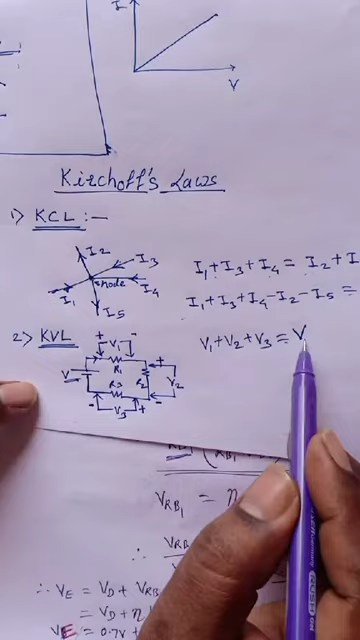 I
V
Kirchoff's Laws
1) KCL :-
I2
I3
node
I1
I4
I5
I1+I3+I4 = I2+I
I1+I3+I4-I2-I5 =
2) KVL
+ V1 -
R1
V
R2
V2
R3
- V3 +
V1+V2+V3 = V
VRB1 =
∴ VRB
∴ VE = VD + VRB
= VD + η
VE = 0.7V +